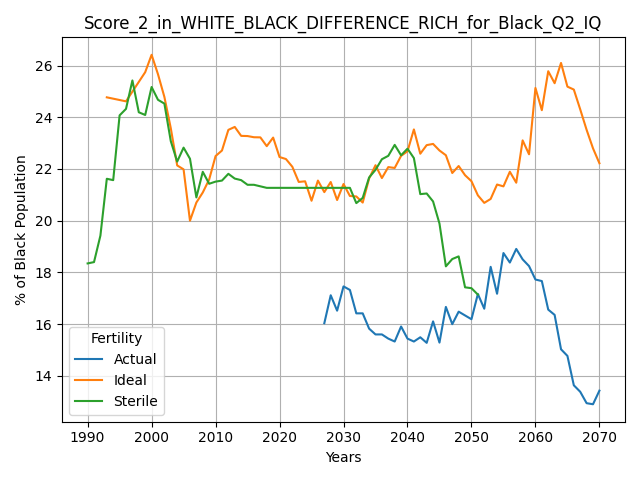 Score_2_in_WHITE_BLACK_DIFFERENCE_RICH_for_Black_Q2_IQ
% of Black Population
26
24
22
20
18
16
14
Fertility
Actual
Ideal
Sterile
1990 2000 2010 2020 2030 2040 2050 2060 2070
Years